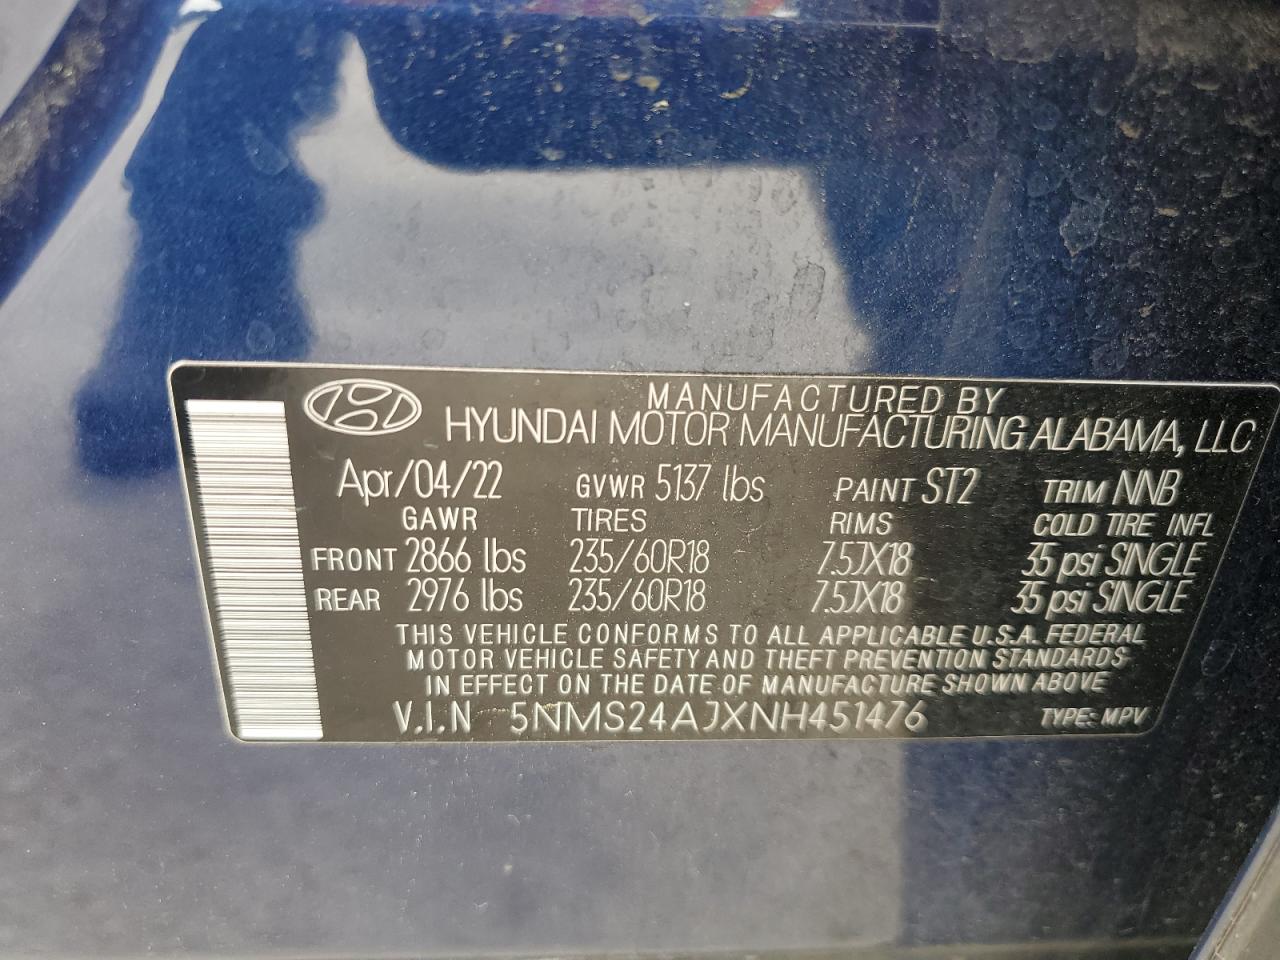 MANUFACTURED BY
HYUNDAI MOTOR MANUFACTURING ALABAMA, LLC
Apr/04/22 GVWR 5137 lbs PAINT ST2 TRIM NNB
GAWR TIRES RIMS COLD TIRE INFL
FRONT 2866 lbs 235/60R18 7.5JX18 35 psi SINGLE
REAR 2976 lbs 235/60R18 7.5JX18 35 psi SINGLE
THIS VEHICLE CONFORMS TO ALL APPLICABLE U.S.A. FEDERAL
MOTOR VEHICLE SAFETY AND THEFT PREVENTION STANDARDS
IN EFFECT ON THE DATE OF MANUFACTURE SHOWN ABOVE
V.I.N 5NMS24AJXNH451476 TYPE: MPV